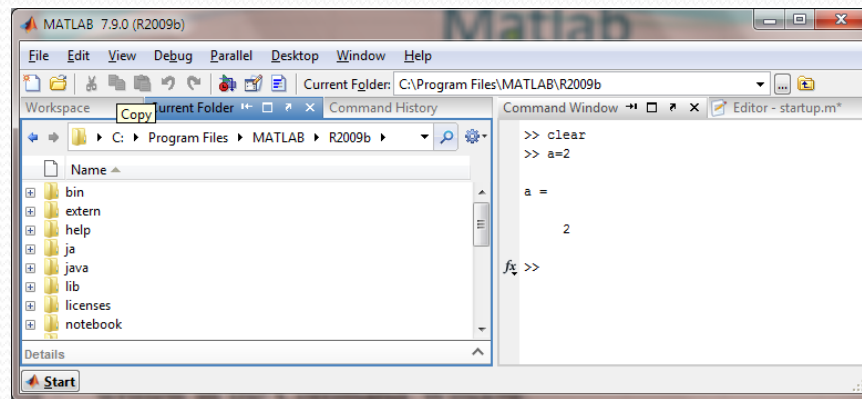 MATLAB 7.9.0 (R2009b)
Matlab
File Edit View Debug Parallel Desktop Window Help
Current Folder: C:\Program Files\MATLAB\R2009b
Workspace Current Folder Command History
Copy
C: Program Files MATLAB R2009b
Name
bin
extern
help
ja
java
lib
licenses
notebook
Details
Command Window Editor - startup.m*
>> clear
>> a=2
a =
2
fx >>
Start